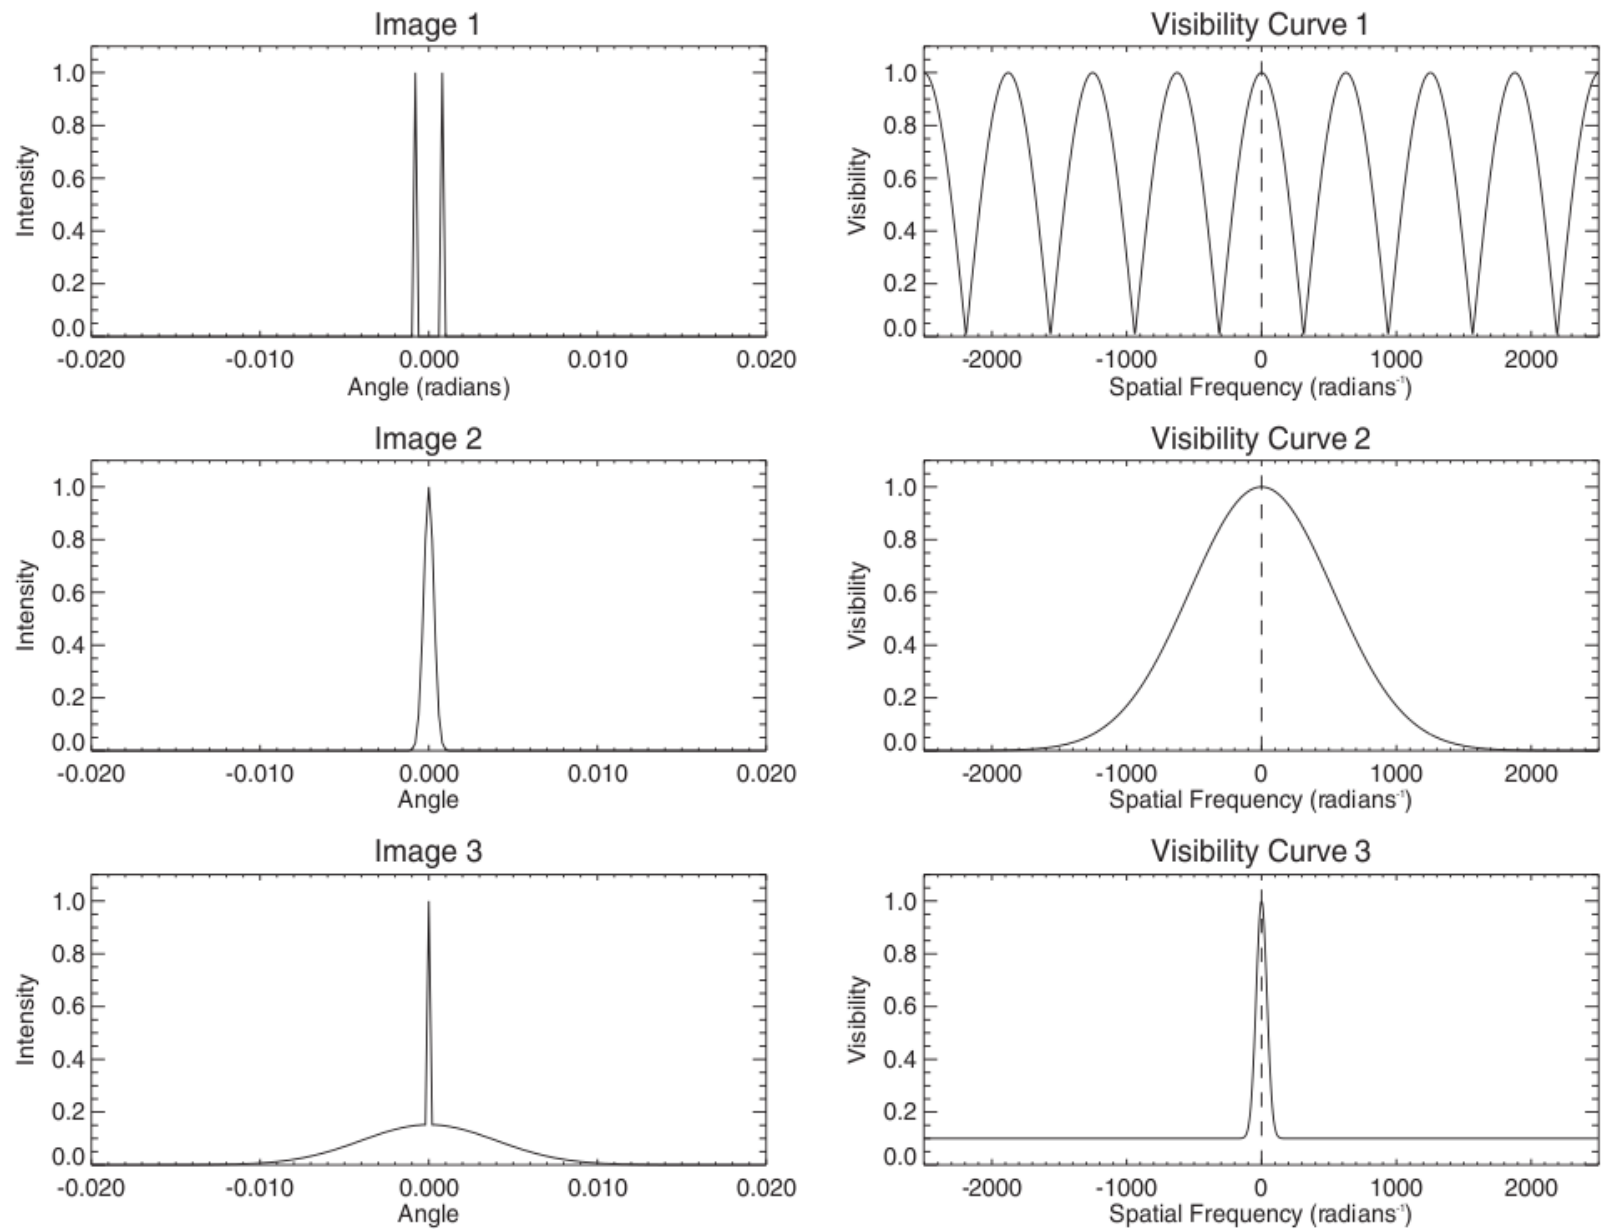 Image 1
1.0
0.8
0.6
0.4
0.2
0.0
Intensity
-0.020 -0.010 0.000 0.010 0.020
Angle (radians)
Visibility Curve 1
1.0
0.8
0.6
0.4
0.2
0.0
Visibility
-2000 -1000 0 1000 2000
Spatial Frequency (radians⁻¹)
Image 2
1.0
0.8
0.6
0.4
0.2
0.0
Intensity
-0.020 -0.010 0.000 0.010 0.020
Angle
Visibility Curve 2
1.0
0.8
0.6
0.4
0.2
0.0
Visibility
-2000 -1000 0 1000 2000
Spatial Frequency (radians⁻¹)
Image 3
1.0
0.8
0.6
0.4
0.2
0.0
Intensity
-0.020 -0.010 0.000 0.010 0.020
Angle
Visibility Curve 3
1.0
0.8
0.6
0.4
0.2
0.0
Visibility
-2000 -1000 0 1000 2000
Spatial Frequency (radians⁻¹)